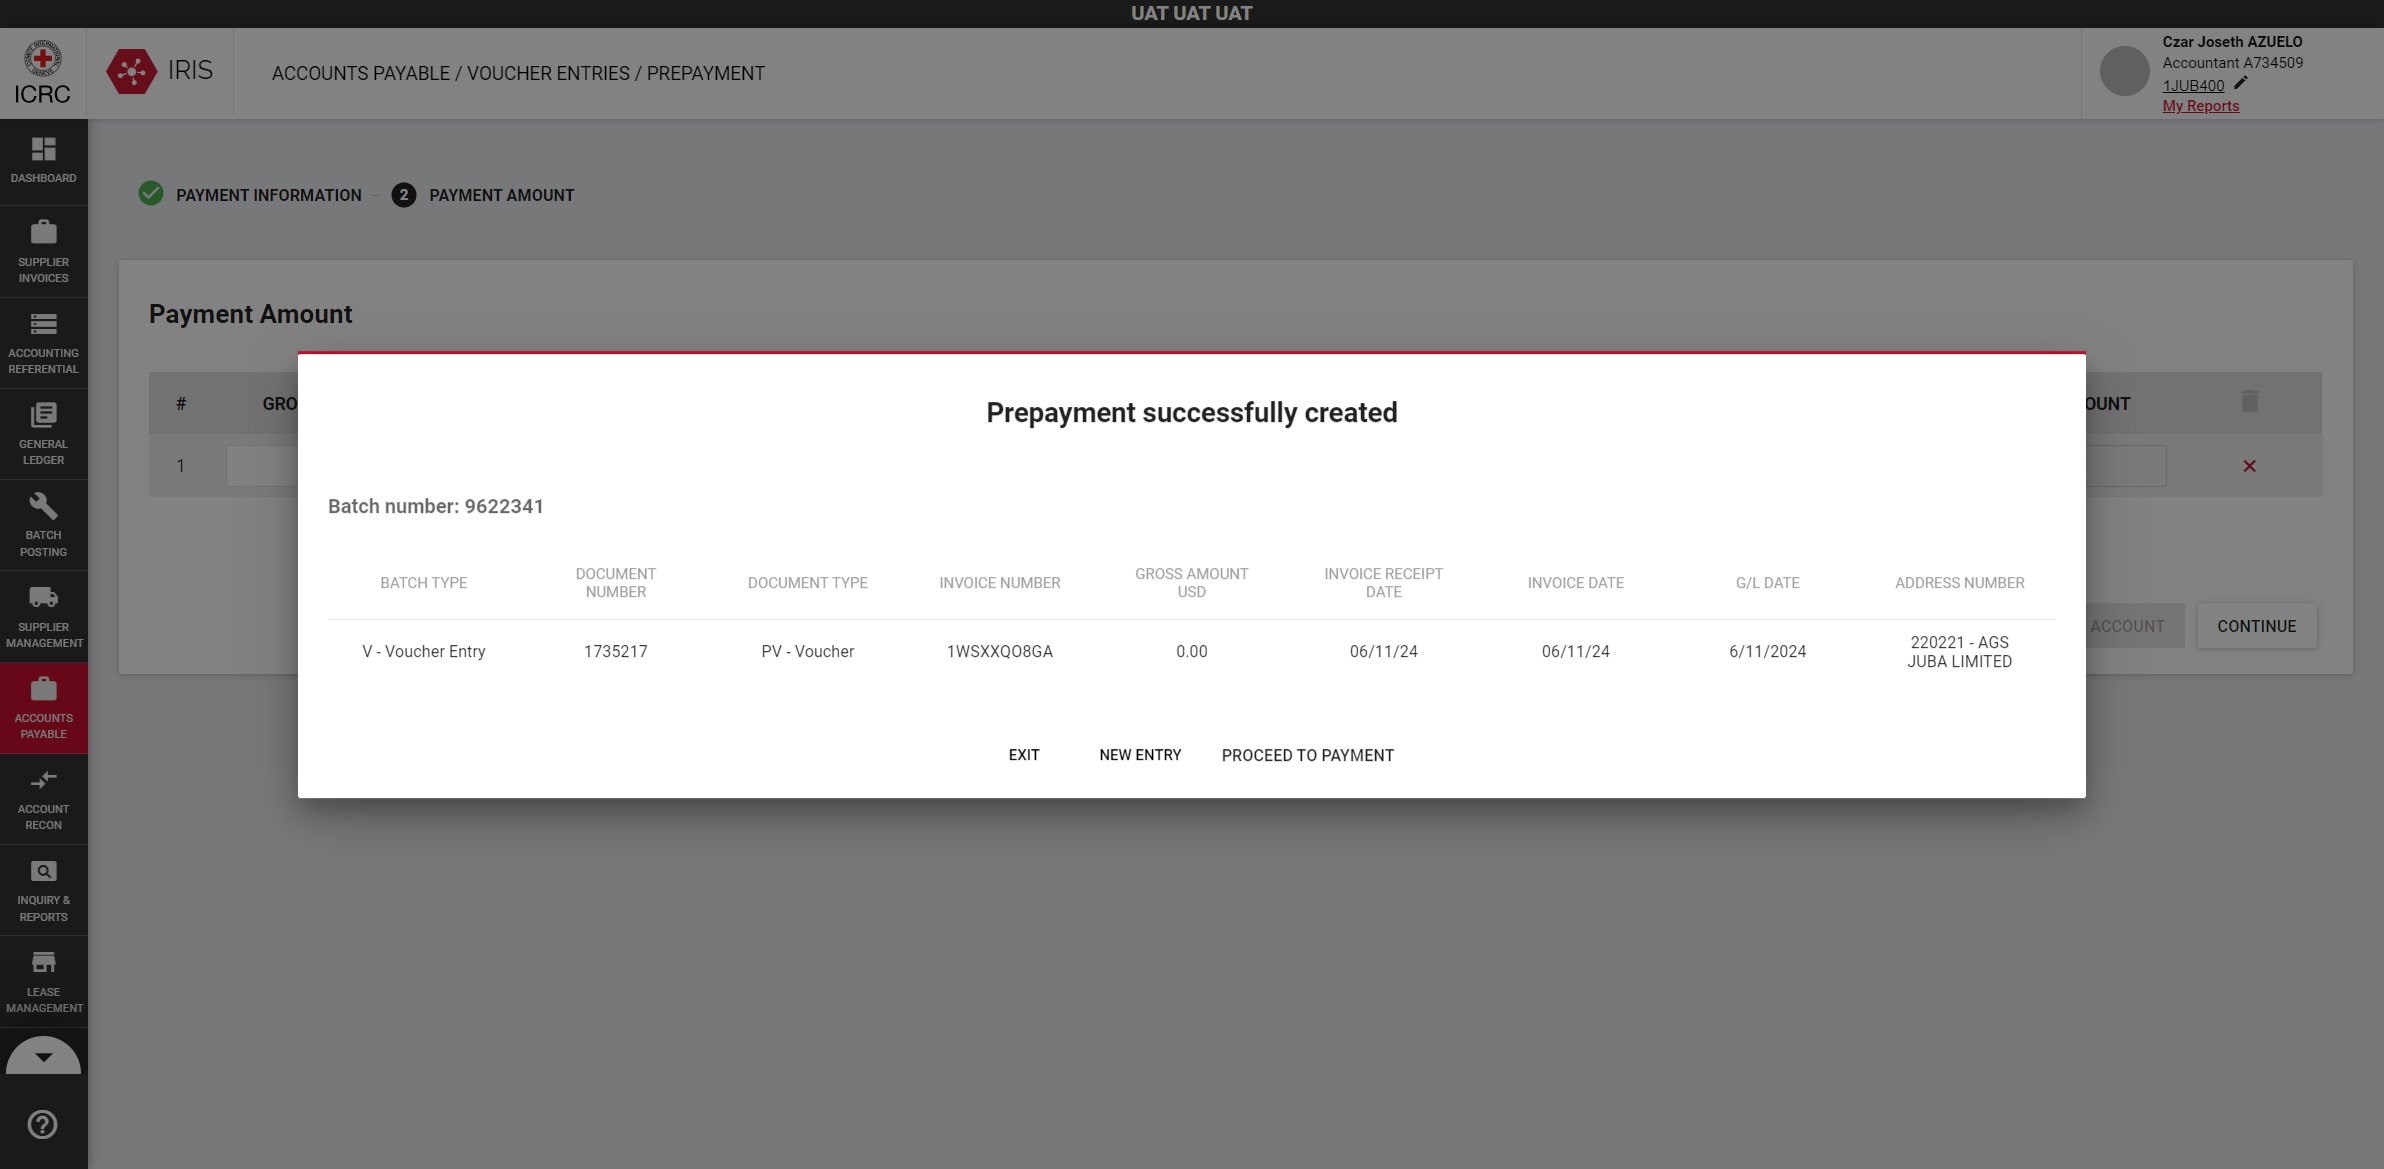 UAT UAT UAT
ICRC
IRIS
ACCOUNTS PAYABLE / VOUCHER ENTRIES / PREPAYMENT
Czar Joseth AZUELO
Accountant A734509
1JUB400
My Reports
DASHBOARD
SUPPLIER
INVOICES
ACCOUNTING
REFERENTIAL
GENERAL
LEDGER
BATCH
POSTING
SUPPLIER
MANAGEMENT
ACCOUNTS
PAYABLE
ACCOUNT
RECON
INQUIRY &
REPORTS
LEASE
MANAGEMENT
PAYMENT INFORMATION
2 PAYMENT AMOUNT
Payment Amount
# GRO OUNT
1
ACCOUNT CONTINUE
Prepayment successfully created
Batch number: 9622341
BATCH TYPE DOCUMENT NUMBER DOCUMENT TYPE INVOICE NUMBER GROSS AMOUNT USD INVOICE RECEIPT DATE INVOICE DATE G/L DATE ADDRESS NUMBER
V - Voucher Entry 1735217 PV - Voucher 1WSXXQO8GA 0.00 06/11/24 06/11/24 6/11/2024 220221 - AGS JUBA LIMITED
EXIT NEW ENTRY PROCEED TO PAYMENT